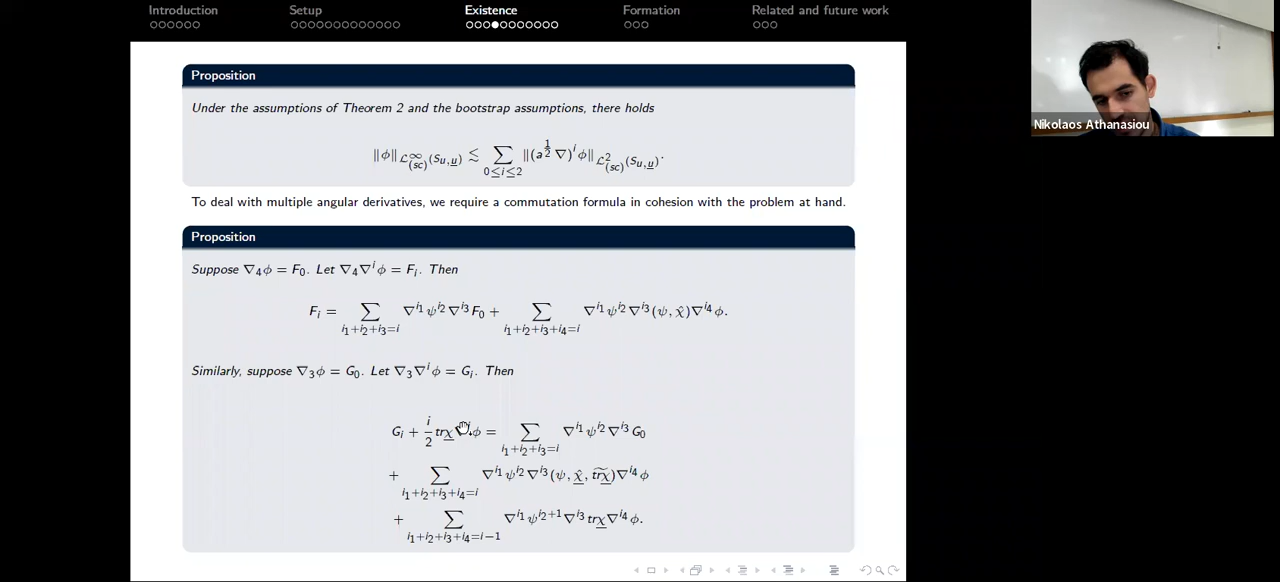 Introduction Setup Existence Formation Related and future work
Proposition
Under the assumptions of Theorem 2 and the bootstrap assumptions, there holds
‖ϕ‖_{ℒ^∞_{(sc)}(S_{u,u̲})} ≲ ∑_{0≤i≤2} ‖(a^{1/2}∇)^i ϕ‖_{ℒ^2_{(sc)}(S_{u,u̲})}.
To deal with multiple angular derivatives, we require a commutation formula in cohesion with the problem at hand.
Proposition
Suppose ∇_4 ϕ = F_0. Let ∇_4 ∇^i ϕ = F_i. Then
F_i = ∑_{i_1+i_2+i_3=i} ∇^{i_1} ψ^{i_2} ∇^{i_3} F_0 + ∑_{i_1+i_2+i_3+i_4=i} ∇^{i_1} ψ^{i_2} ∇^{i_3}(ψ, χ̂) ∇^{i_4} ϕ.
Similarly, suppose ∇_3 ϕ = G_0. Let ∇_3 ∇^i ϕ = G_i. Then
G_i + i/2 trχ̲ ∇^i ϕ = ∑_{i_1+i_2+i_3=i} ∇^{i_1} ψ^{i_2} ∇^{i_3} G_0
+ ∑_{i_1+i_2+i_3+i_4=i} ∇^{i_1} ψ^{i_2} ∇^{i_3}(ψ, χ̲̂, t͠rχ̲) ∇^{i_4} ϕ
+ ∑_{i_1+i_2+i_3+i_4=i−1} ∇^{i_1} ψ^{i_2+1} ∇^{i_3} trχ̲ ∇^{i_4} ϕ.
Nikolaos Athanasiou